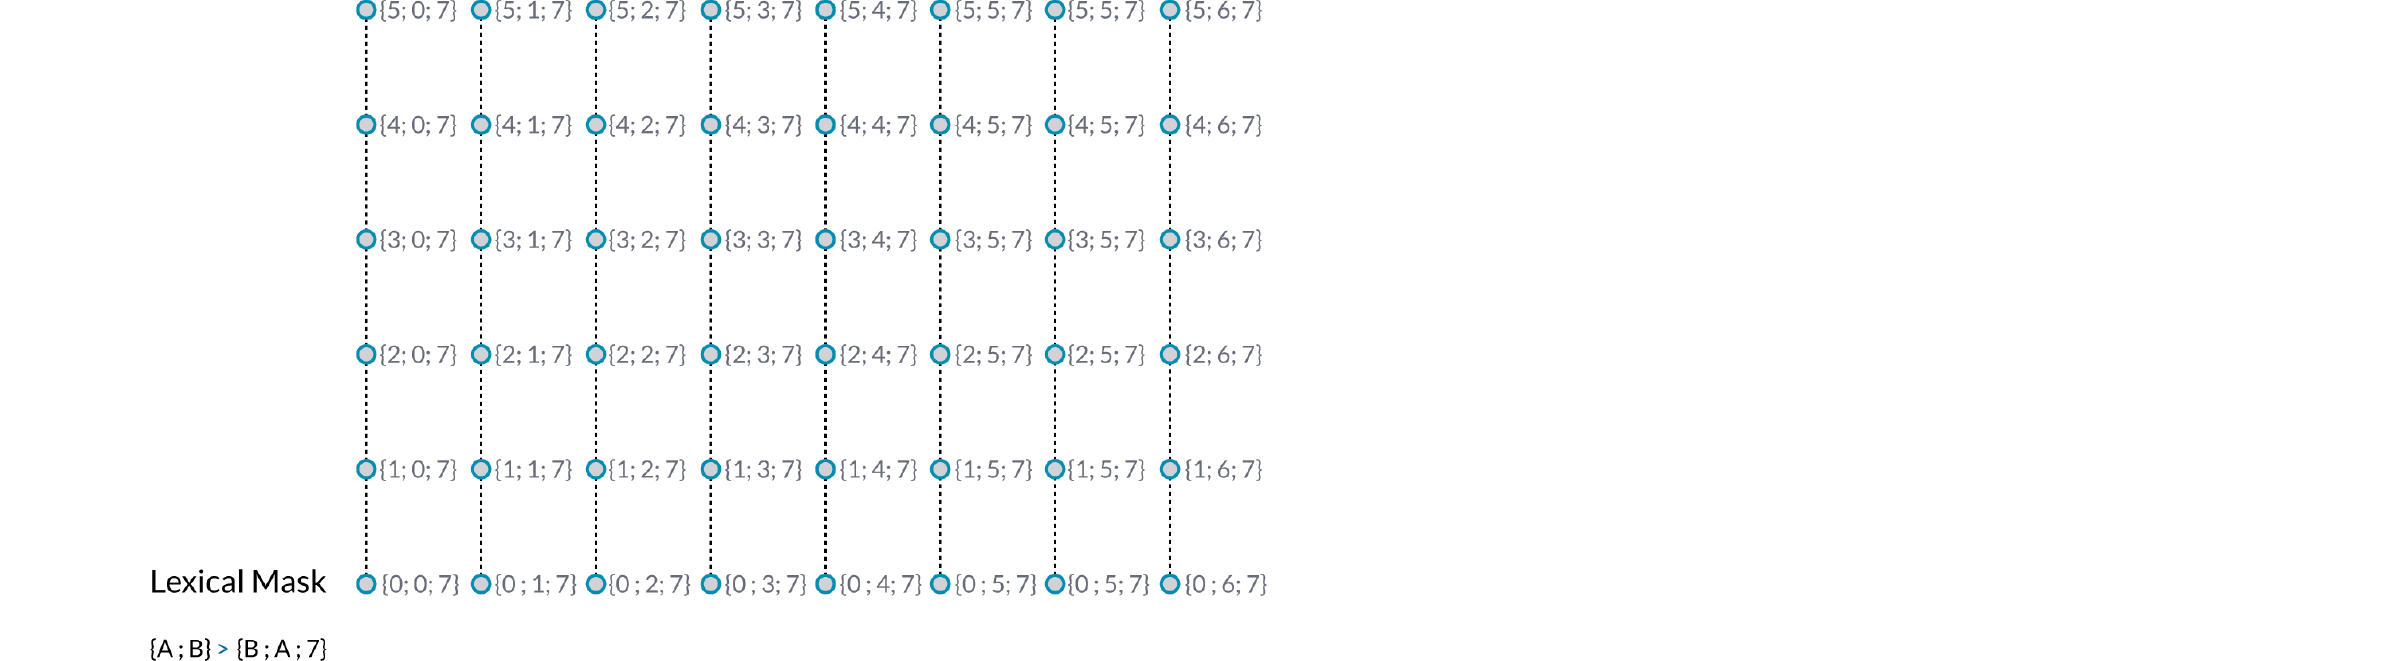 {5; 0; 7} {5; 1; 7} {5; 2; 7} {5; 3; 7} {5; 4; 7} {5; 5; 7} {5; 5; 7} {5; 6; 7}
{4; 0; 7} {4; 1; 7} {4; 2; 7} {4; 3; 7} {4; 4; 7} {4; 5; 7} {4; 5; 7} {4; 6; 7}
{3; 0; 7} {3; 1; 7} {3; 2; 7} {3; 3; 7} {3; 4; 7} {3; 5; 7} {3; 5; 7} {3; 6; 7}
{2; 0; 7} {2; 1; 7} {2; 2; 7} {2; 3; 7} {2; 4; 7} {2; 5; 7} {2; 5; 7} {2; 6; 7}
{1; 0; 7} {1; 1; 7} {1; 2; 7} {1; 3; 7} {1; 4; 7} {1; 5; 7} {1; 5; 7} {1; 6; 7}
Lexical Mask {0; 0; 7} {0 ; 1; 7} {0 ; 2; 7} {0 ; 3; 7} {0 ; 4; 7} {0 ; 5; 7} {0 ; 5; 7} {0 ; 6; 7}
{A ; B} > {B ; A ; 7}